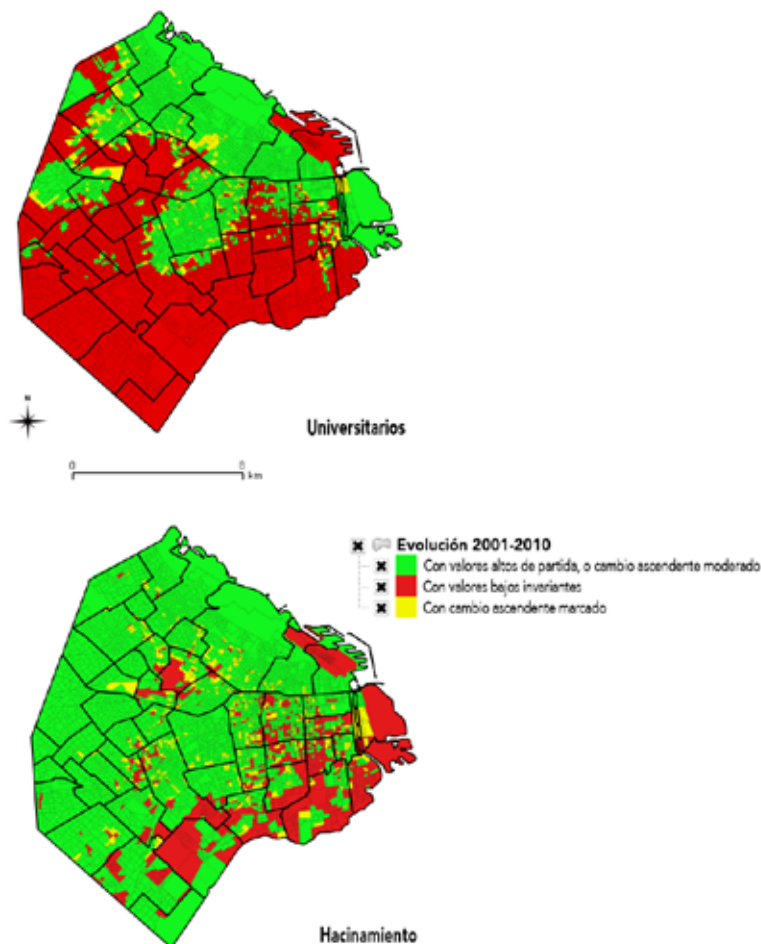 N
Universitarios
0 8
km
Evolución 2001-2010
Con valores altos de partida, o cambio ascendente moderado
Con valores bajos invariantes
Con cambio ascendente marcado
Hacinamiento